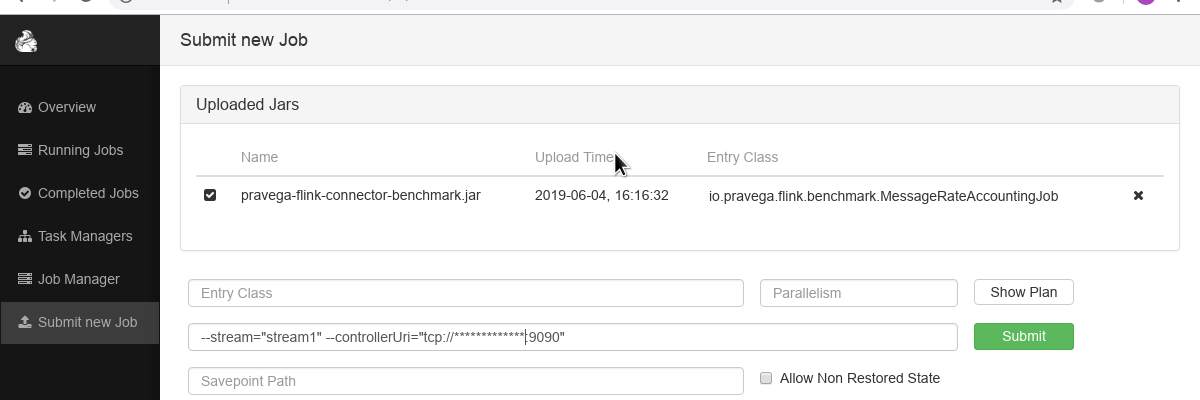 Submit new Job
Overview
Running Jobs
Completed Jobs
Task Managers
Job Manager
Submit new Job
Uploaded Jars
Name Upload Time Entry Class
pravega-flink-connector-benchmark.jar 2019-06-04, 16:16:32 io.pravega.flink.benchmark.MessageRateAccountingJob
Entry Class Parallelism Show Plan
--stream="stream1" --controllerUri="tcp://*************:9090" Submit
Savepoint Path Allow Non Restored State